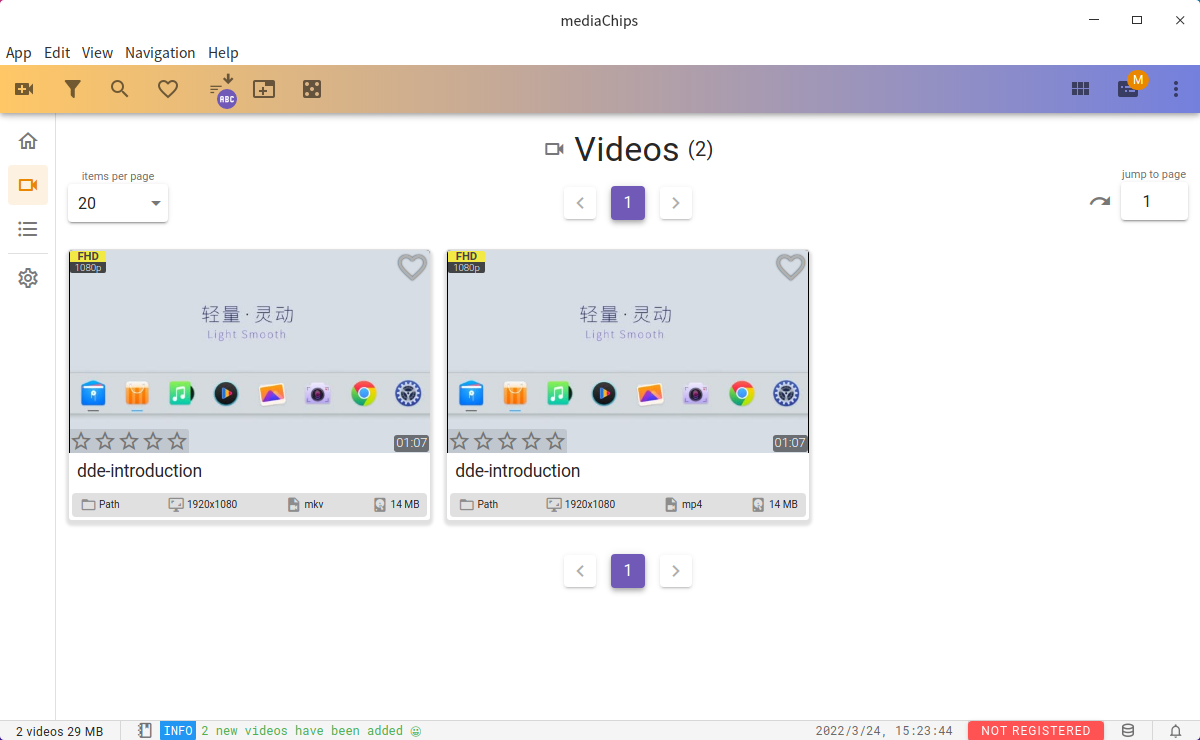 mediaChips
App Edit View Navigation Help
ABC
M
Videos (2)
items per page
20
1
jump to page
1
FHD
1080p
轻量·灵动
Light Smooth
01:07
dde-introduction
Path 1920x1080 mkv 14 MB
FHD
1080p
轻量·灵动
Light Smooth
01:07
dde-introduction
Path 1920x1080 mp4 14 MB
1
2 videos 29 MB
INFO 2 new videos have been added 😀
2022/3/24, 15:23:44
NOT REGISTERED